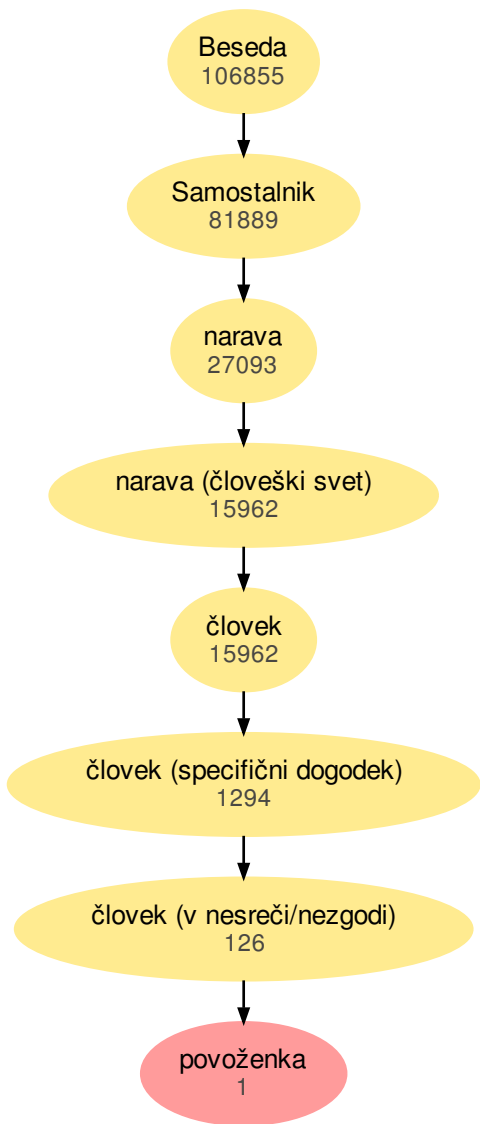 Beseda
106855
Samostalnik
81889
narava
27093
narava (človeški svet)
15962
človek
15962
človek (specifični dogodek)
1294
človek (v nesreči/nezgodi)
126
povoženka
1